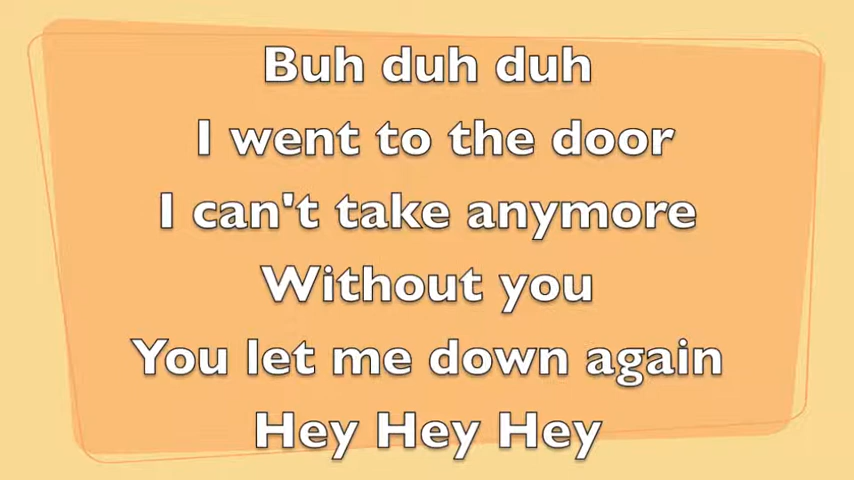 Buh duh duh
I went to the door
I can't take anymore
Without you
You let me down again
Hey Hey Hey